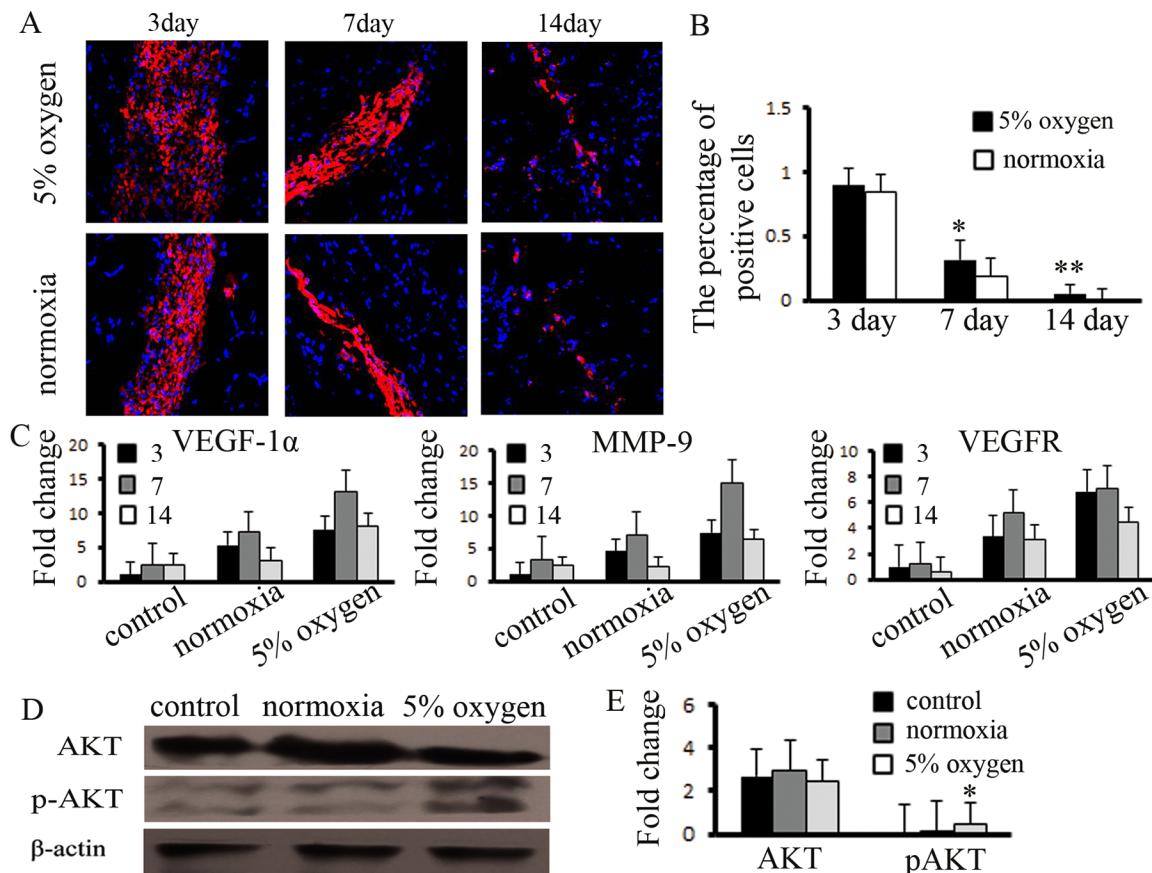 A
3day 7day 14day
5% oxygen
normoxia
B
The percentage of
positive cells
1.5
1
0.5
0
5% oxygen
normoxia
*
**
3 day 7 day 14 day
C
VEGF-1α
Fold change
20
15
10
5
0
3
7
14
control normoxia 5% oxygen
MMP-9
Fold change
20
15
10
5
0
3
7
14
control normoxia 5% oxygen
VEGFR
Fold change
10
8
6
4
2
0
3
7
14
control normoxia 5% oxygen
D
control normoxia 5% oxygen
AKT
p-AKT
β-actin
E
Fold change
6
4
2
0
control
normoxia
5% oxygen
*
AKT pAKT